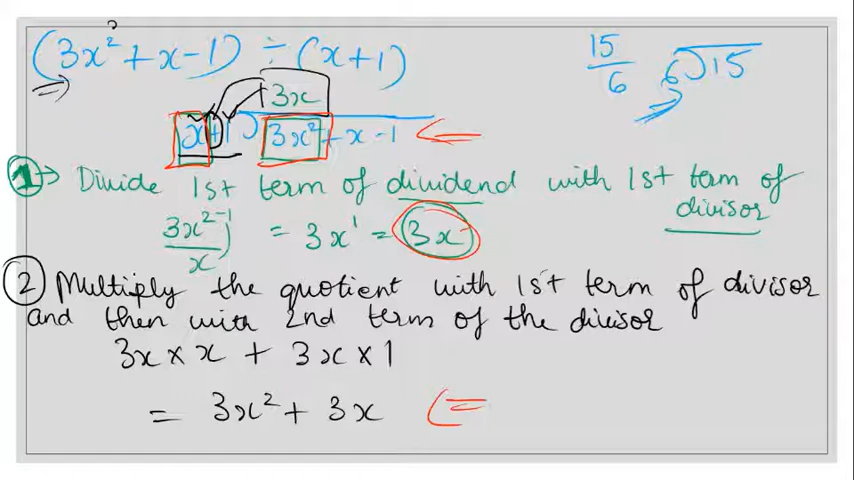 (3x²+x-1) ÷ (x+1)
15/6 6)15
3x
x+1)3x²+x-1
1→ Divide 1st term of dividend with 1st term of
divisor
3x²⁻¹/x = 3x¹ = 3x
2 Multiply the quotient with 1st term of divisor
and then with 2nd term of the divisor
3x × x + 3x × 1
= 3x² + 3x